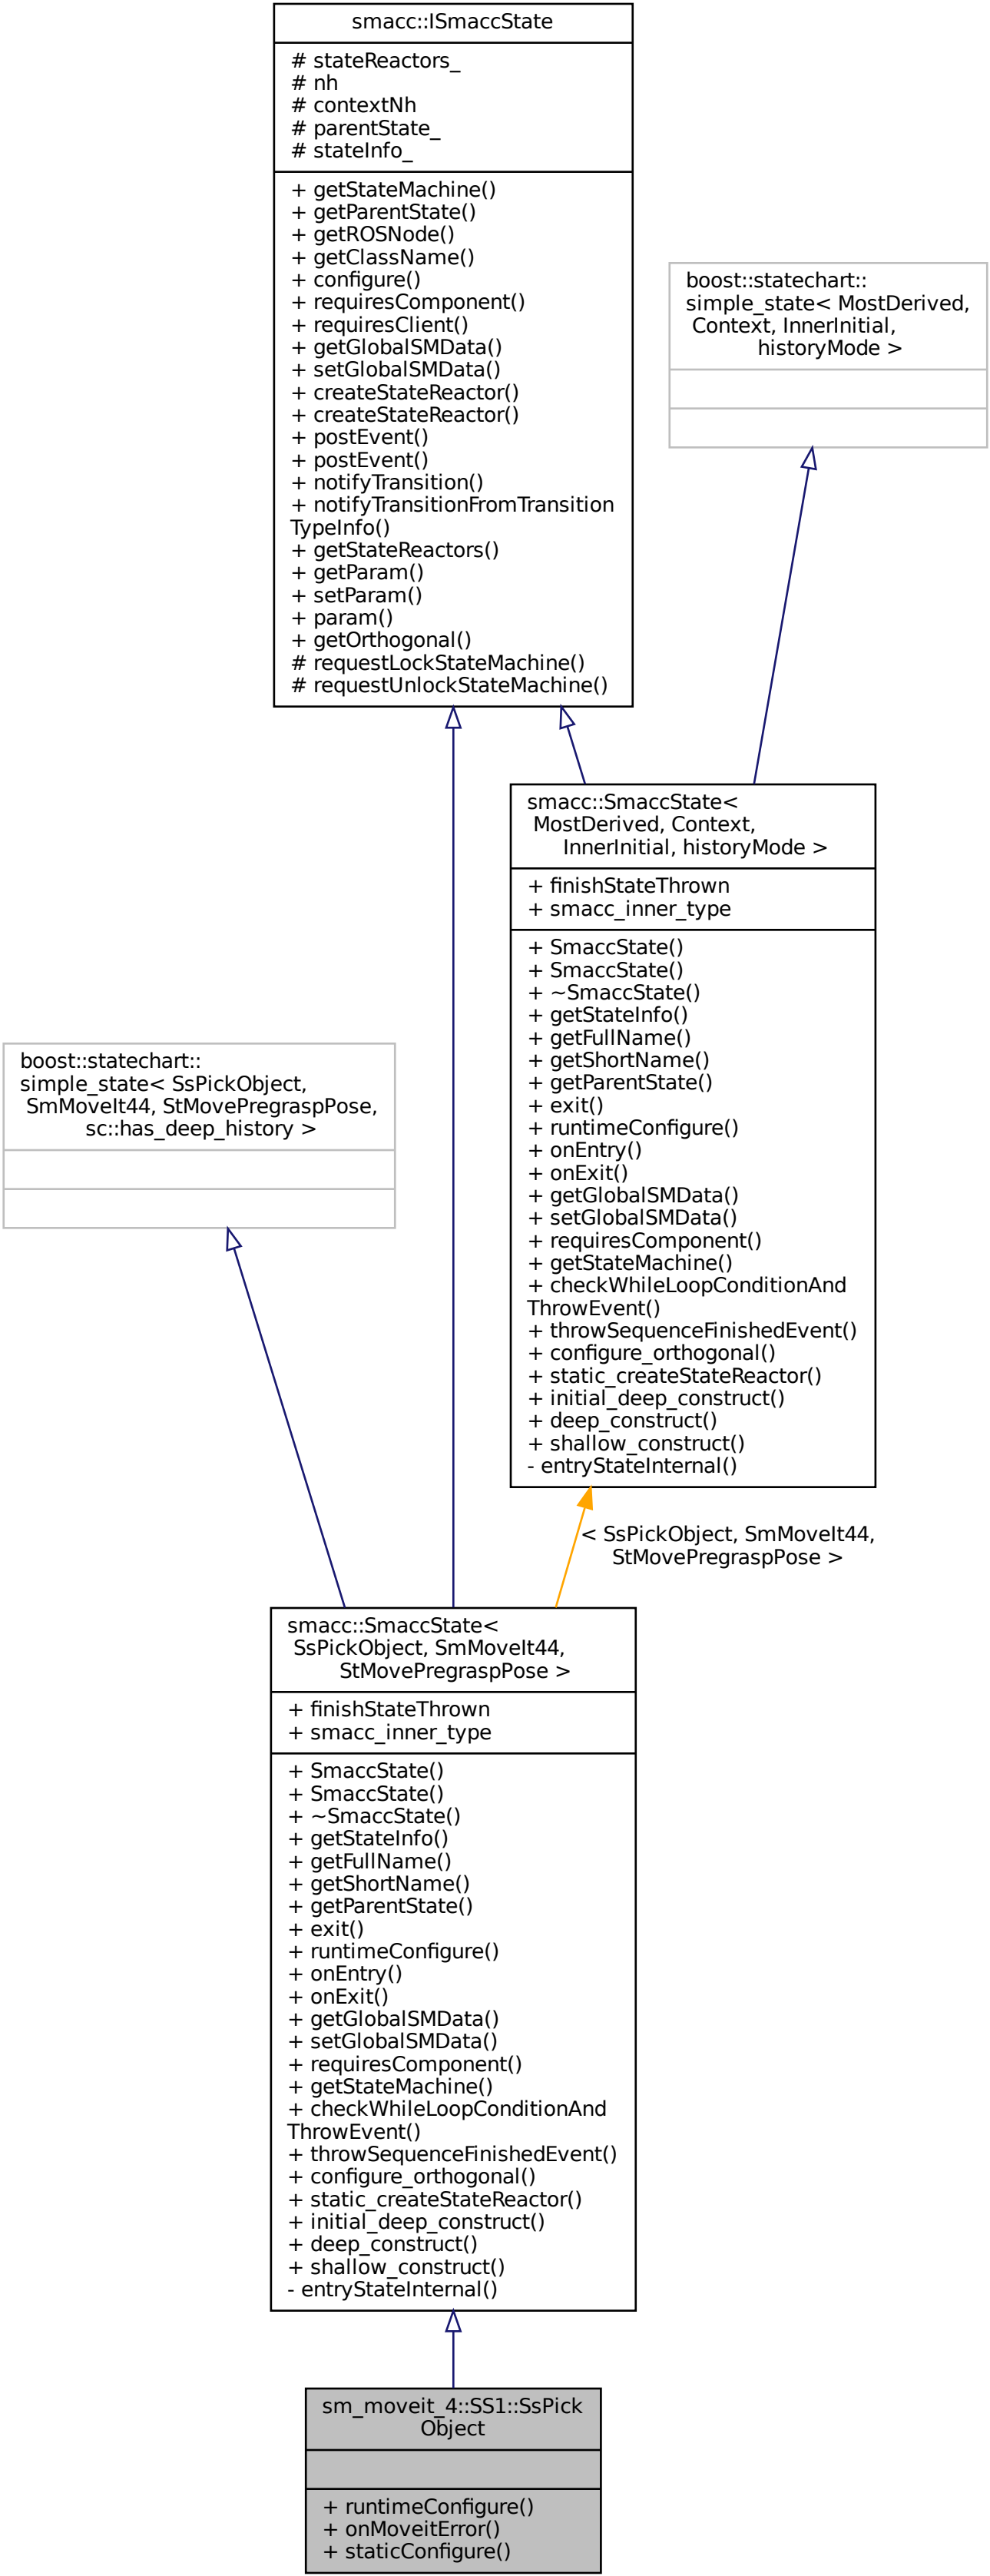 smacc::ISmaccState
# stateReactors_
# nh
# contextNh
# parentState_
# stateInfo_
+ getStateMachine()
+ getParentState()
+ getROSNode()
+ getClassName()
+ configure()
+ requiresComponent()
+ requiresClient()
+ getGlobalSMData()
+ setGlobalSMData()
+ createStateReactor()
+ createStateReactor()
+ postEvent()
+ postEvent()
+ notifyTransition()
+ notifyTransitionFromTransition
TypeInfo()
+ getStateReactors()
+ getParam()
+ setParam()
+ param()
+ getOrthogonal()
# requestLockStateMachine()
# requestUnlockStateMachine()
boost::statechart::
simple_state< MostDerived,
Context, InnerInitial,
historyMode >
smacc::SmaccState<
MostDerived, Context,
InnerInitial, historyMode >
+ finishStateThrown
+ smacc_inner_type
+ SmaccState()
+ SmaccState()
+ ~SmaccState()
+ getStateInfo()
+ getFullName()
+ getShortName()
+ getParentState()
+ exit()
+ runtimeConfigure()
+ onEntry()
+ onExit()
+ getGlobalSMData()
+ setGlobalSMData()
+ requiresComponent()
+ getStateMachine()
+ checkWhileLoopConditionAnd
ThrowEvent()
+ throwSequenceFinishedEvent()
+ configure_orthogonal()
+ static_createStateReactor()
+ initial_deep_construct()
+ deep_construct()
+ shallow_construct()
- entryStateInternal()
boost::statechart::
simple_state< SsPickObject,
SmMoveIt44, StMovePregraspPose,
sc::has_deep_history >
< SsPickObject, SmMoveIt44,
StMovePregraspPose >
smacc::SmaccState<
SsPickObject, SmMoveIt44,
StMovePregraspPose >
+ finishStateThrown
+ smacc_inner_type
+ SmaccState()
+ SmaccState()
+ ~SmaccState()
+ getStateInfo()
+ getFullName()
+ getShortName()
+ getParentState()
+ exit()
+ runtimeConfigure()
+ onEntry()
+ onExit()
+ getGlobalSMData()
+ setGlobalSMData()
+ requiresComponent()
+ getStateMachine()
+ checkWhileLoopConditionAnd
ThrowEvent()
+ throwSequenceFinishedEvent()
+ configure_orthogonal()
+ static_createStateReactor()
+ initial_deep_construct()
+ deep_construct()
+ shallow_construct()
- entryStateInternal()
sm_moveit_4::SS1::SsPick
Object
+ runtimeConfigure()
+ onMoveitError()
+ staticConfigure()